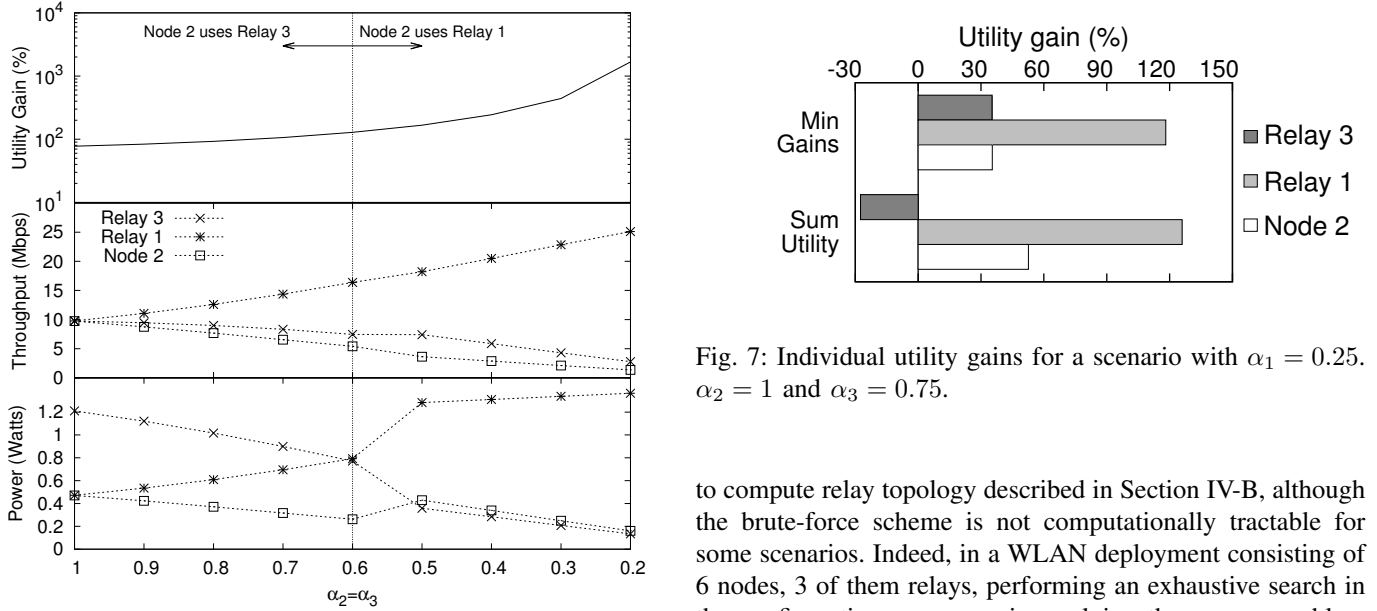 10^4
10^3
10^2
10^1
Utility Gain (%)
Node 2 uses Relay 3
Node 2 uses Relay 1
25
20
15
10
5
0
Throughput (Mbps)
Relay 3
Relay 1
Node 2
1.2
1
0.8
0.6
0.4
0.2
0
Power (Watts)
1 0.9 0.8 0.7 0.6 0.5 0.4 0.3 0.2
α2=α3
Utility gain (%)
-30 0 30 60 90 120 150
Min
Gains
Sum
Utility
Relay 3
Relay 1
Node 2
Fig. 7: Individual utility gains for a scenario with α1 = 0.25.
α2 = 1 and α3 = 0.75.
to compute relay topology described in Section IV-B, although
the brute-force scheme is not computationally tractable for
some scenarios. Indeed, in a WLAN deployment consisting of
6 nodes, 3 of them relays, performing an exhaustive search in